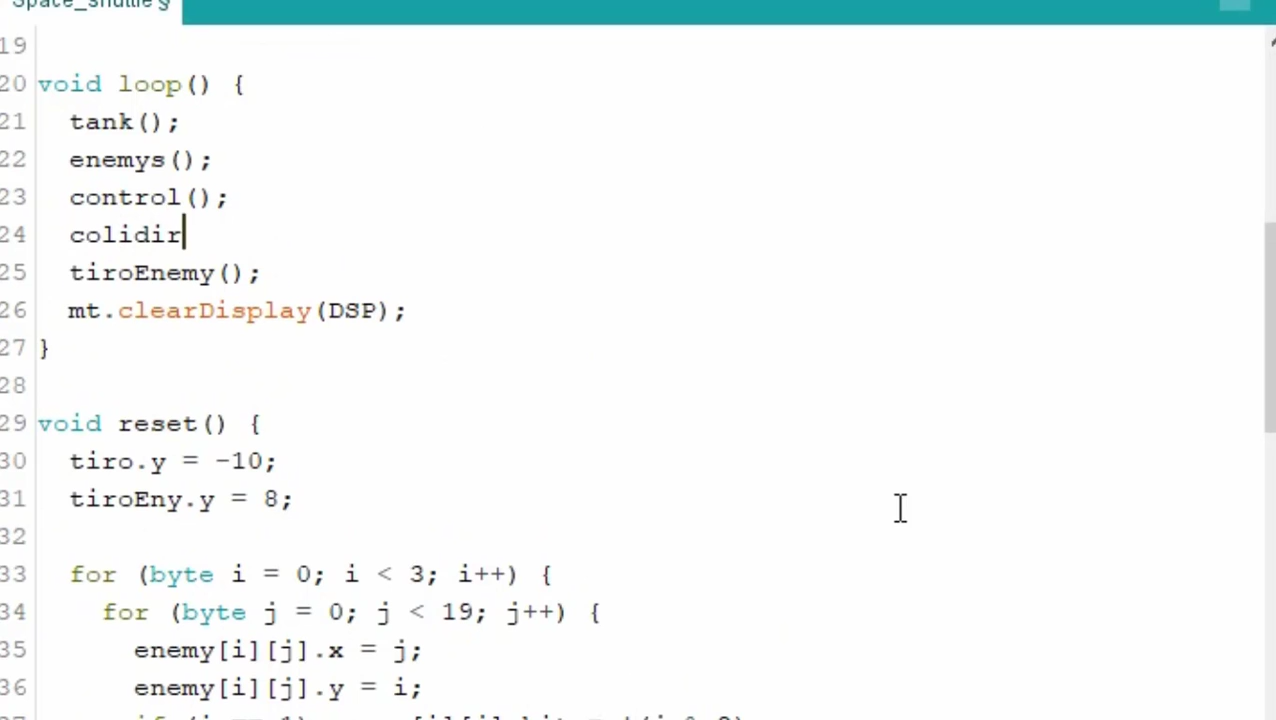 Space_shuttle §
19
20 void loop() {
21 tank();
22 enemys();
23 control();
24 colidir
25 tiroEnemy();
26 mt.clearDisplay(DSP);
27 }
28
29 void reset() {
30 tiro.y = -10;
31 tiroEny.y = 8;
32
33 for (byte i = 0; i < 3; i++) {
34 for (byte j = 0; j < 19; j++) {
35 enemy[i][j].x = j;
36 enemy[i][j].y = i;